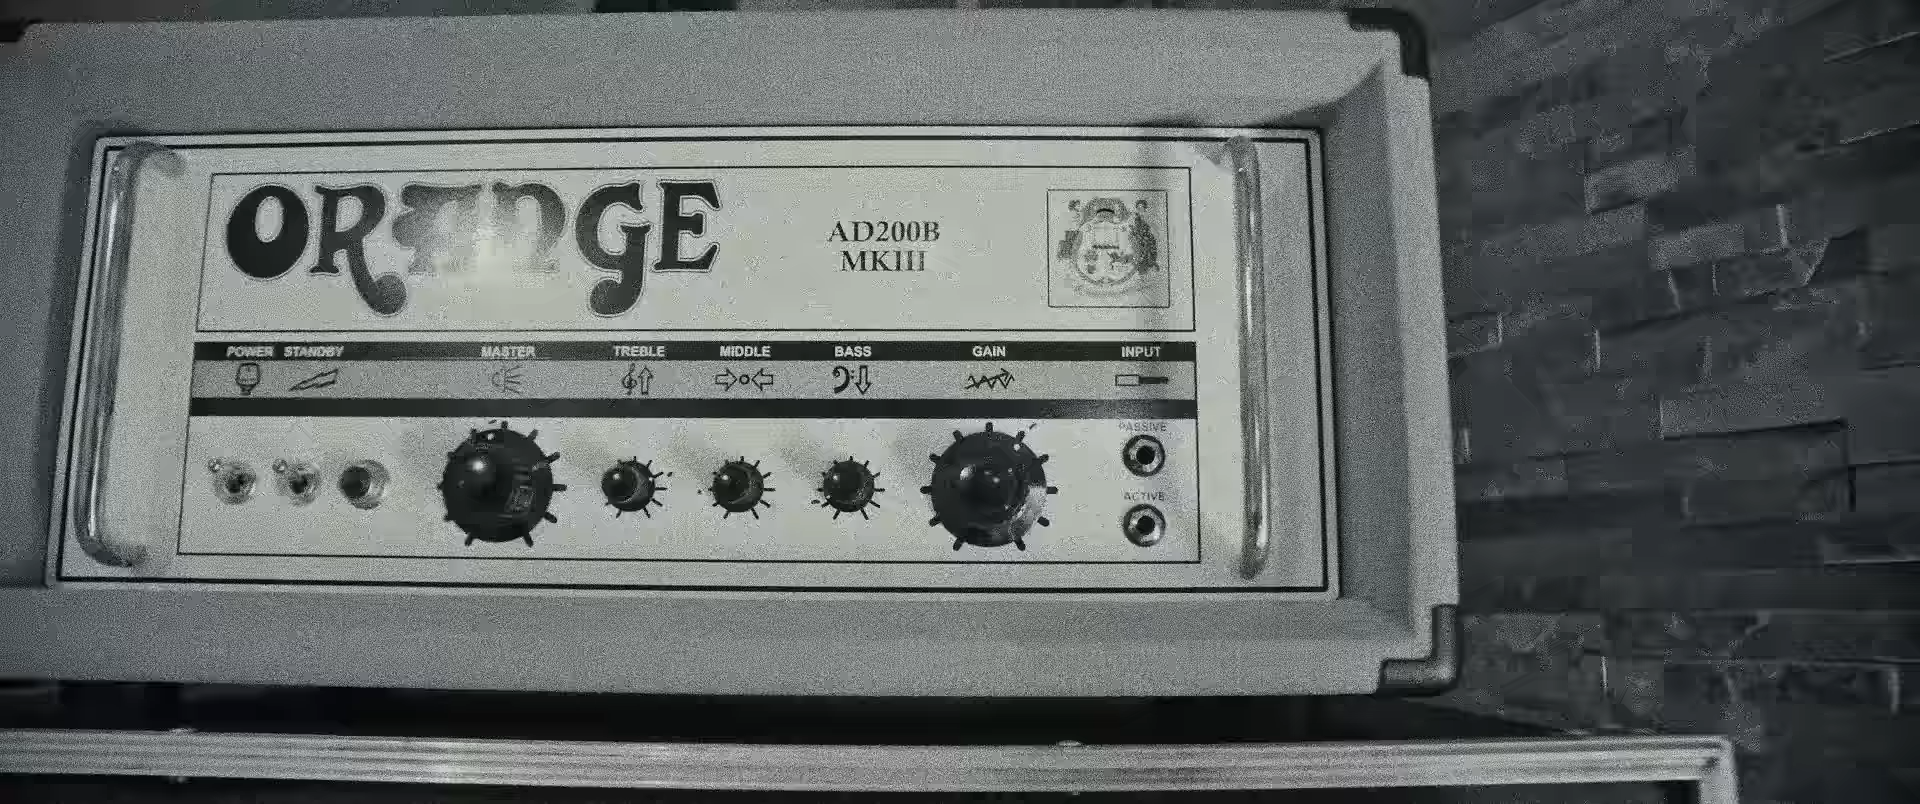 ORANGE
AD200B
MKIII
POWER STANDBY MASTER TREBLE MIDDLE BASS GAIN INPUT
PASSIVE
ACTIVE